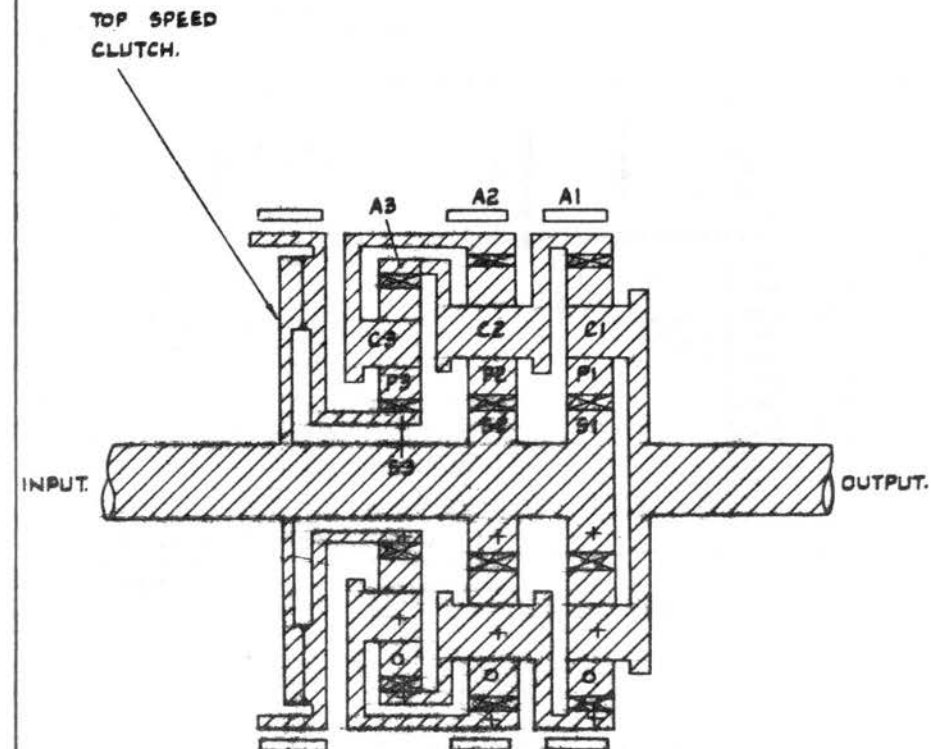 TOP SPEED
CLUTCH.
A3
A2
A1
C3
C2
C1
P3
P2
P1
S2
S1
S3
INPUT.
OUTPUT.